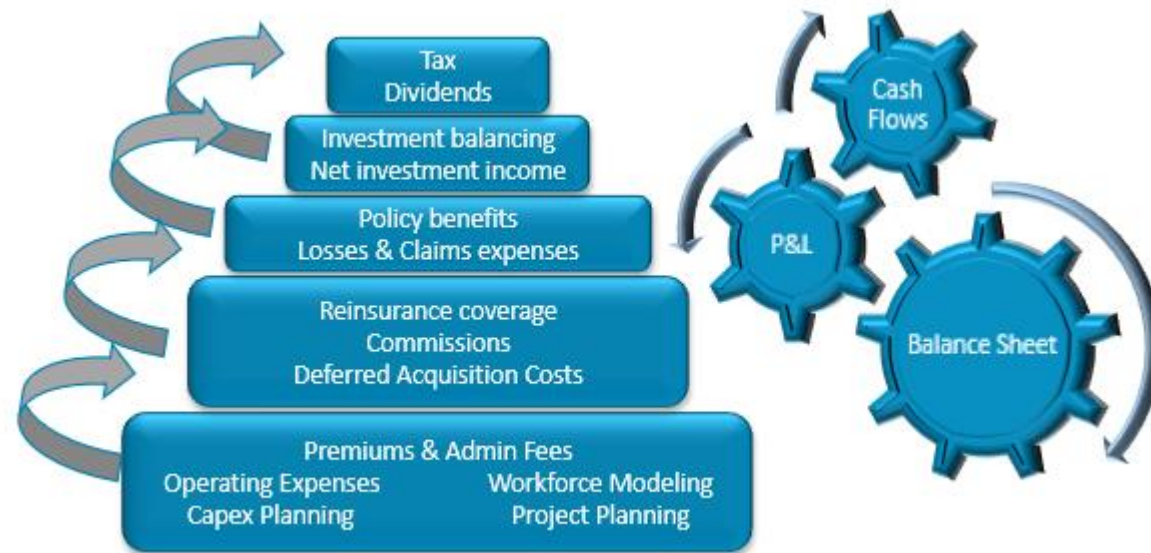 Tax
Dividends
Investment balancing
Net investment income
Policy benefits
Losses & Claims expenses
Reinsurance coverage
Commissions
Deferred Acquisition Costs
Premiums & Admin Fees
Operating Expenses
Workforce Modeling
Capex Planning
Project Planning
Cash
Flows
P&L
Balance Sheet